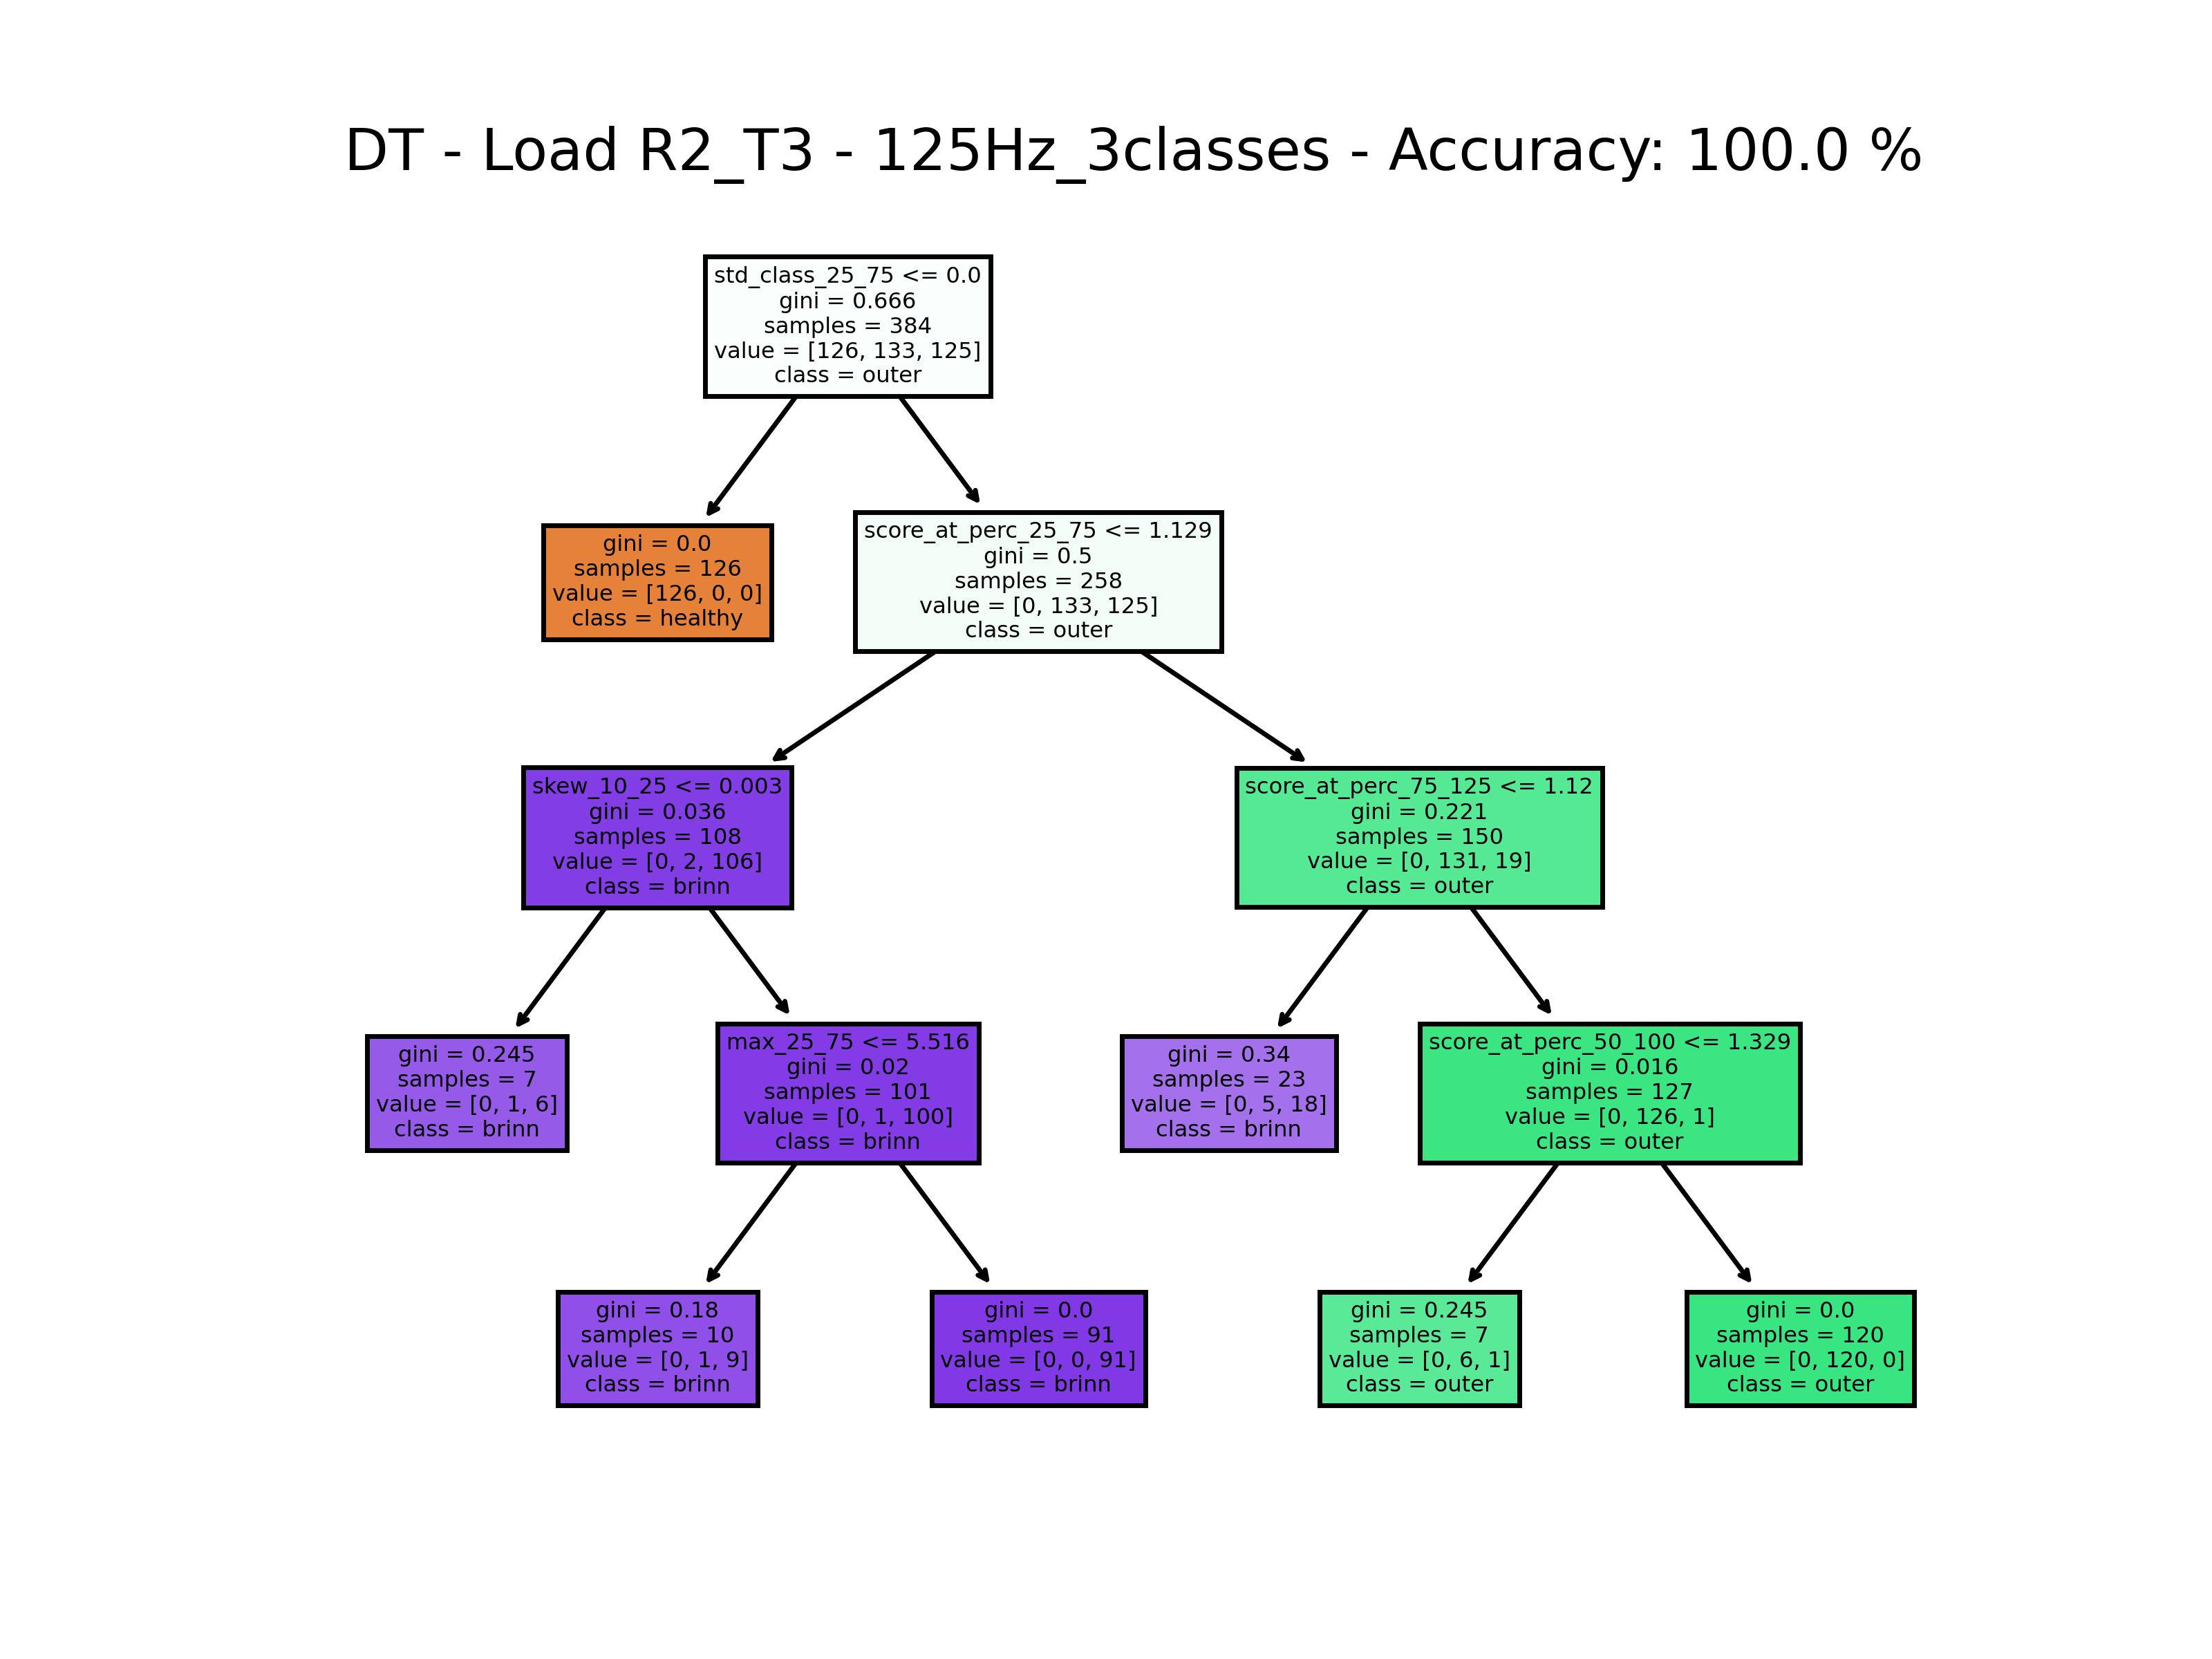 DT - Load R2_T3 - 125Hz_3classes - Accuracy: 100.0 %
std_class_25_75 <= 0.0
gini = 0.666
samples = 384
value = [126, 133, 125]
class = outer
gini = 0.0
samples = 126
value = [126, 0, 0]
class = healthy
score_at_perc_25_75 <= 1.129
gini = 0.5
samples = 258
value = [0, 133, 125]
class = outer
skew_10_25 <= 0.003
gini = 0.036
samples = 108
value = [0, 2, 106]
class = brinn
score_at_perc_75_125 <= 1.12
gini = 0.221
samples = 150
value = [0, 131, 19]
class = outer
gini = 0.245
samples = 7
value = [0, 1, 6]
class = brinn
max_25_75 <= 5.516
gini = 0.02
samples = 101
value = [0, 1, 100]
class = brinn
gini = 0.34
samples = 23
value = [0, 5, 18]
class = brinn
score_at_perc_50_100 <= 1.329
gini = 0.016
samples = 127
value = [0, 126, 1]
class = outer
gini = 0.18
samples = 10
value = [0, 1, 9]
class = brinn
gini = 0.0
samples = 91
value = [0, 0, 91]
class = brinn
gini = 0.245
samples = 7
value = [0, 6, 1]
class = outer
gini = 0.0
samples = 120
value = [0, 120, 0]
class = outer